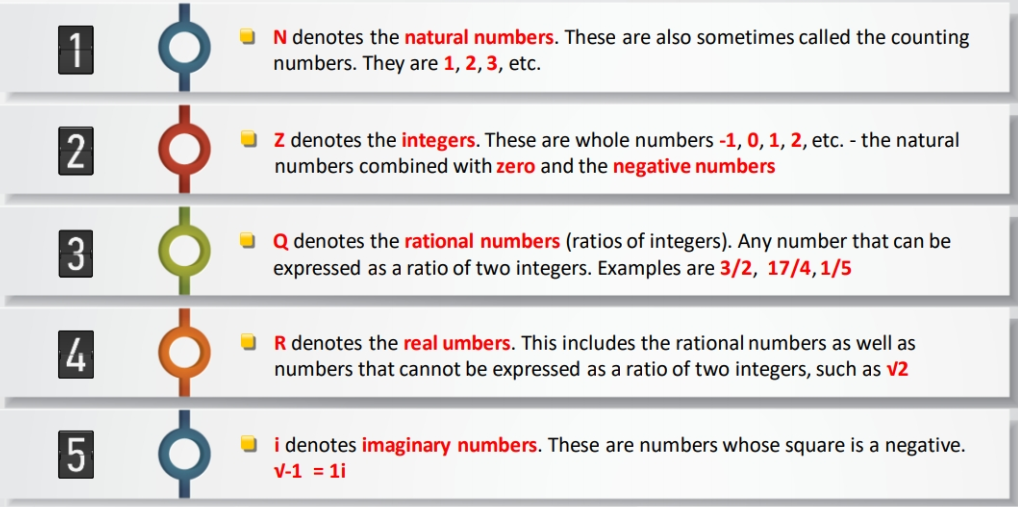 1
N denotes the natural numbers. These are also sometimes called the counting
numbers. They are 1, 2, 3, etc.
2
Z denotes the integers. These are whole numbers -1, 0, 1, 2, etc. - the natural
numbers combined with zero and the negative numbers
3
Q denotes the rational numbers (ratios of integers). Any number that can be
expressed as a ratio of two integers. Examples are 3/2, 17/4, 1/5
4
R denotes the real umbers. This includes the rational numbers as well as
numbers that cannot be expressed as a ratio of two integers, such as √2
5
i denotes imaginary numbers. These are numbers whose square is a negative.
√-1 = 1i